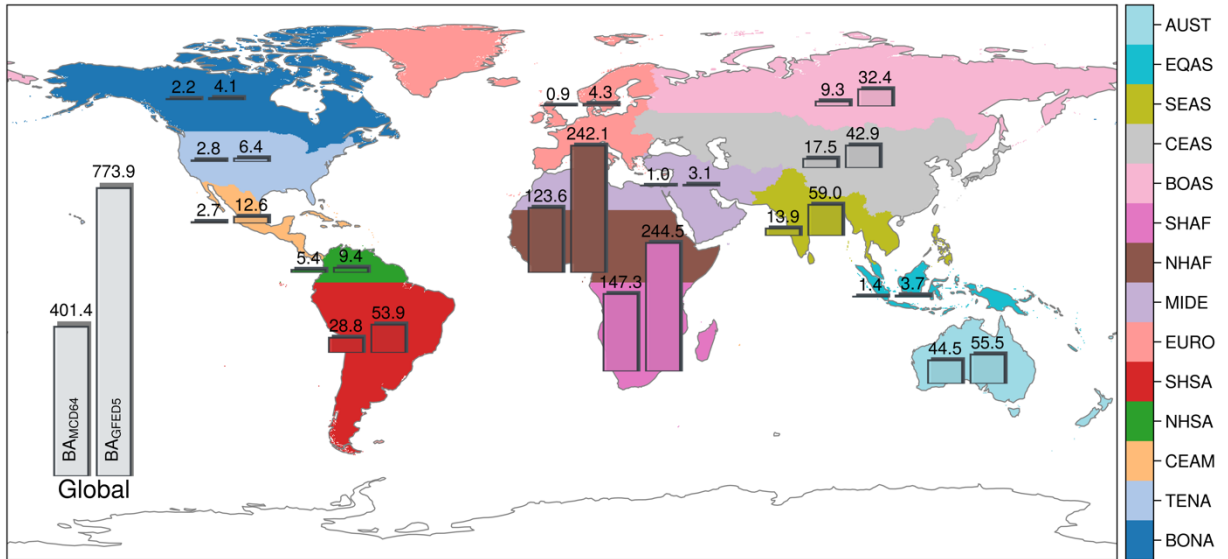 2.2 4.1
0.9 4.3
9.3 32.4
2.8 6.4
242.1
17.5 42.9
773.9
1.0 3.1
2.7 12.6
123.6
13.9 59.0
244.5
5.4 9.4
147.3
1.4 3.7
401.4
28.8 53.9
44.5 55.5
BAMCD64
BAGFED5
Global
AUST
EQAS
SEAS
CEAS
BOAS
SHAF
NHAF
MIDE
EURO
SHSA
NHSA
CEAM
TENA
BONA